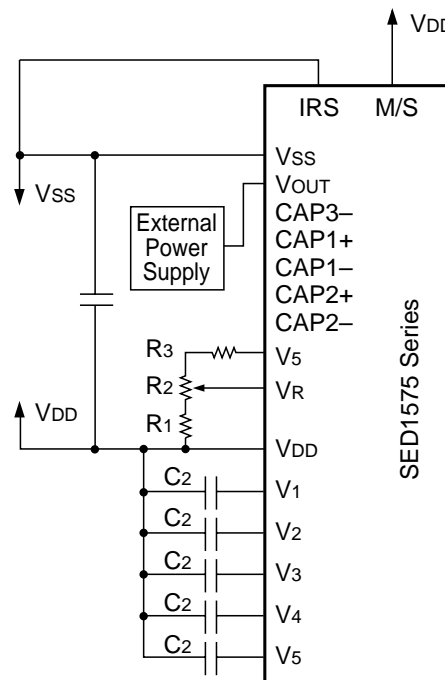 VDD
IRS M/S
VSS
VSS
VOUT
External
Power
Supply
CAP3–
CAP1+
CAP1–
CAP2+
CAP2–
R3
V5
R2
VR
R1
VDD
VDD
C2
V1
C2
V2
C2
V3
C2
V4
C2
V5
SED1575 Series